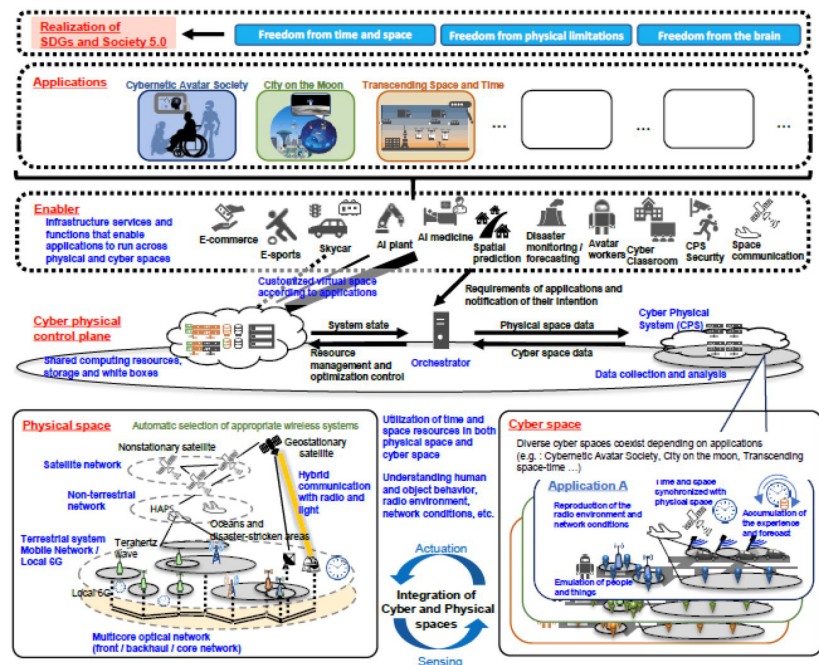 Realization of
SDGs and Society 5.0
Freedom from time and space
Freedom from physical limitations
Freedom from the brain
Applications
Cybernetic Avatar Society
City on the Moon
Transcending Space and Time
...
...
...
Enabler
Infrastructure services and
functions that enable
applications to run across
physical and cyber spaces
E-commerce
E-sports
Skycar
AI plant
AI medicine
Spatial
prediction
Disaster
monitoring /
forecasting
Avatar
workers
Cyber
Classroom
CPS
Security
Space
communication
Customized virtual space
according to applications
Requirements of applications and
notification of their intention
Cyber physical
control plane
System state
Resource
management and
optimization control
Orchestrator
Physical space data
Cyber space data
Cyber Physical
System (CPS)
Shared computing resources,
storage and white boxes
Data collection and analysis
Physical space
Automatic selection of appropriate wireless systems
Nonstationary satellite
Geostationary
satellite
Satellite network
Hybrid
communication
with radio and
light
Non-terrestrial
network
HAPS
Oceans and
disaster-stricken areas
Terrestrial system
Mobile Network /
Local 6G
Terahertz
wave
Local 6G
Multicore optical network
(front / backhaul / core network)
Utilization of time and
space resources in both
physical space and
cyber space
Understanding human
and object behavior,
radio environment,
network conditions, etc.
Actuation
Integration of
Cyber and Physical
spaces
Sensing
Cyber space
Diverse cyber spaces coexist depending on applications
(e.g. : Cybernetic Avatar Society, City on the moon, Transcending
space-time ...)
Application A
Time and space
synchronized with
physical space
Reproduction of the
radio environment and
network conditions
Accumulation of
the experience
and forecast
Emulation of people
and things